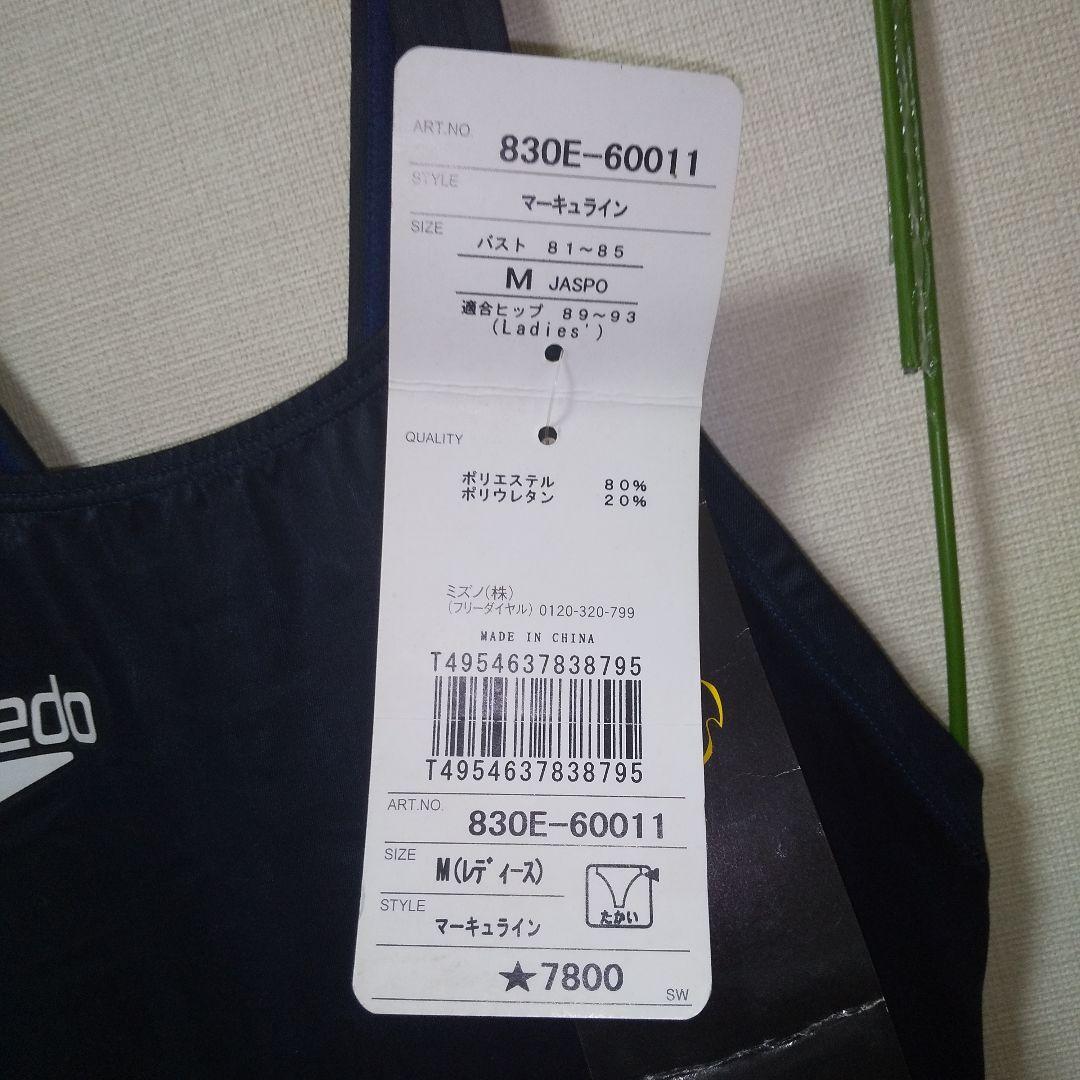 ART.NO.
830E-60011
STYLE
マーキュライン
SIZE
バスト 81~85
M JASPO
適合ヒップ 89~93
(Ladies')
QUALITY
ポリエステル 80%
ポリウレタン 20%
ミズノ(株)
(フリーダイヤル) 0120-320-799
MADE IN CHINA
T4954637838795
T4954637838795
ART.NO.
830E-60011
SIZE
M(レディース)
たかい
STYLE
マーキュライン
★7800
SW
edo